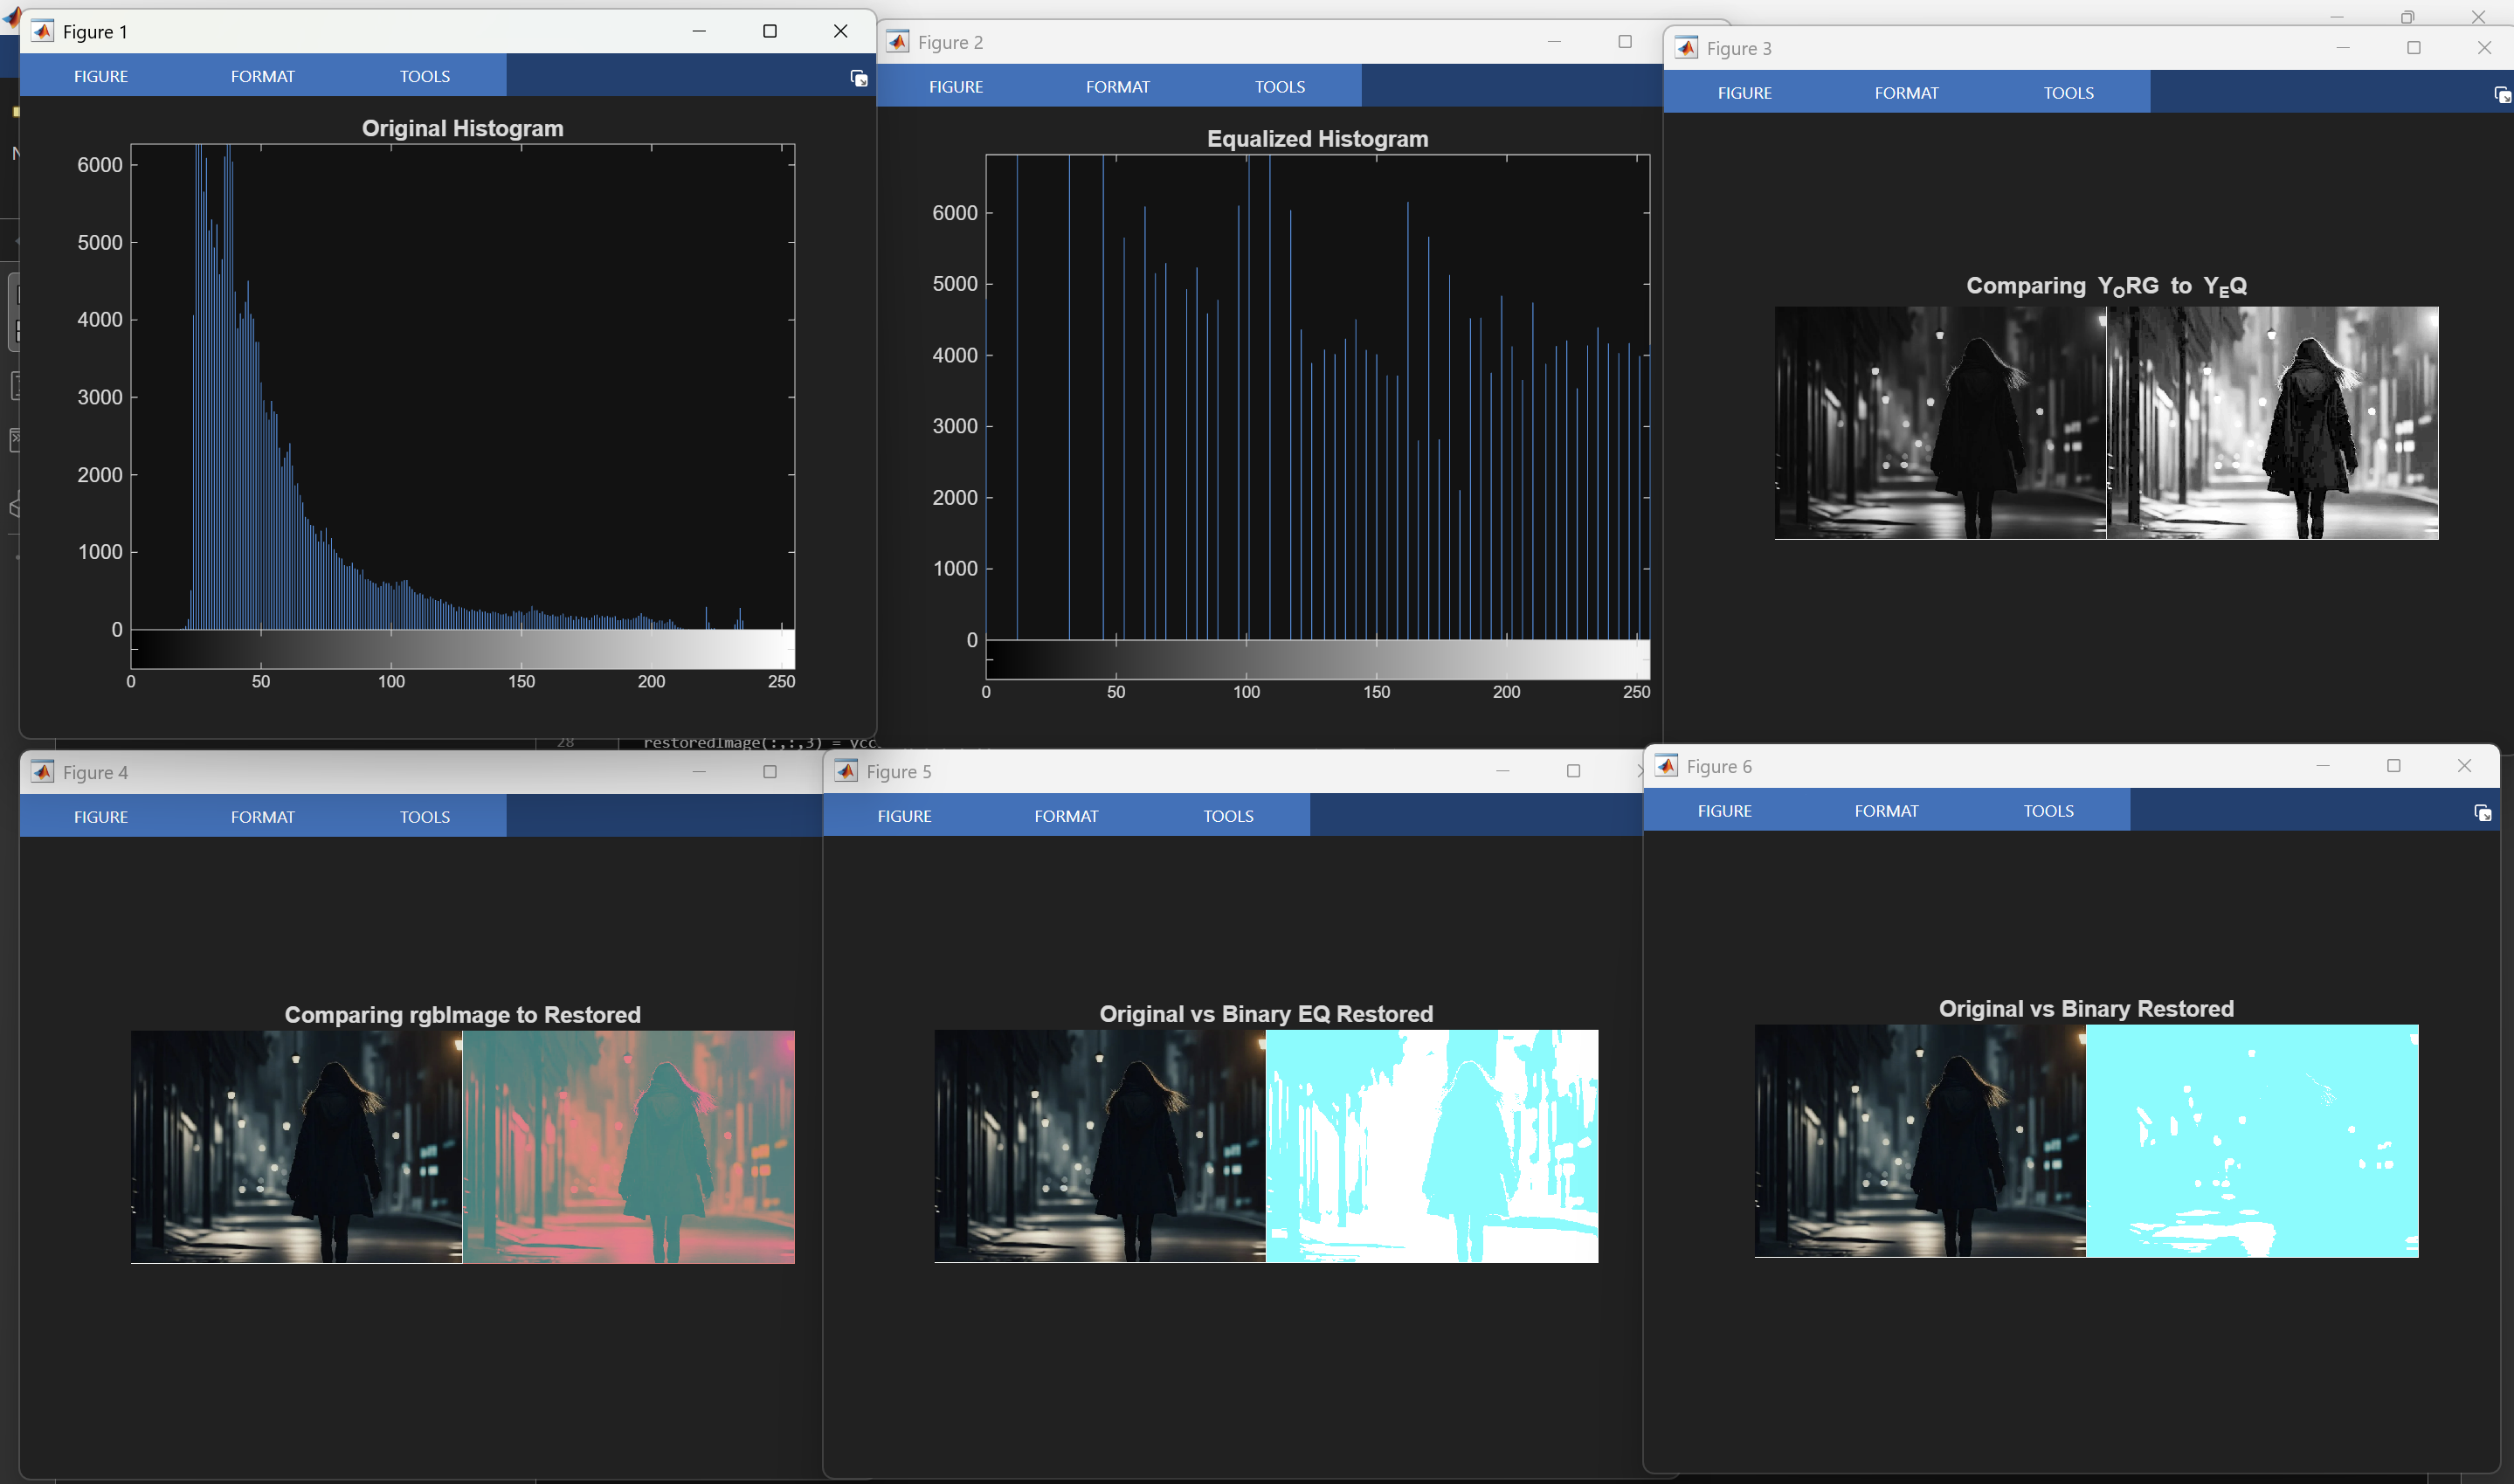 Figure 1
FIGURE FORMAT TOOLS
Original Histogram
6000
5000
4000
3000
2000
1000
0
0 50 100 150 200 250
Figure 2
FIGURE FORMAT TOOLS
Equalized Histogram
6000
5000
4000
3000
2000
1000
0
0 50 100 150 200 250
Figure 3
FIGURE FORMAT TOOLS
Comparing YORG to YEQ
28 restoredImage(:,:,3) = ycc
Figure 4
FIGURE FORMAT TOOLS
Comparing rgbImage to Restored
Figure 5
FIGURE FORMAT TOOLS
Original vs Binary EQ Restored
Figure 6
FIGURE FORMAT TOOLS
Original vs Binary Restored